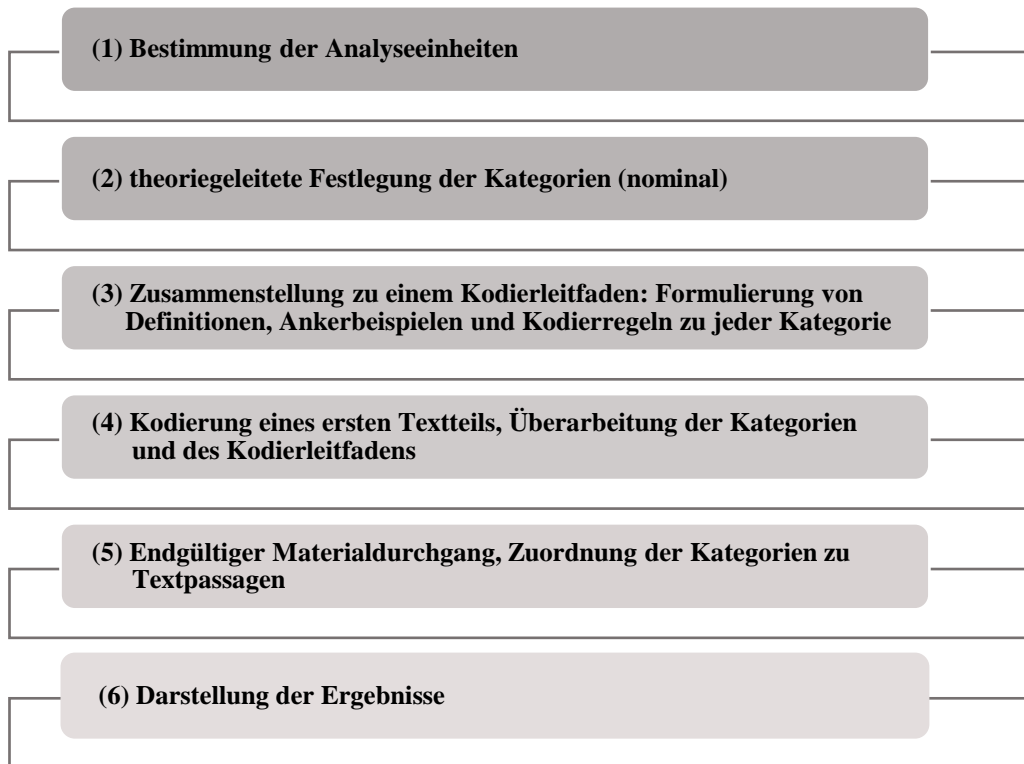 (1) Bestimmung der Analyseeinheiten
(2) theoriegeleitete Festlegung der Kategorien (nominal)
(3) Zusammenstellung zu einem Kodierleitfaden: Formulierung von
Definitionen, Ankerbeispielen und Kodierregeln zu jeder Kategorie
(4) Kodierung eines ersten Textteils, Überarbeitung der Kategorien
und des Kodierleitfadens
(5) Endgültiger Materialdurchgang, Zuordnung der Kategorien zu
Textpassagen
(6) Darstellung der Ergebnisse